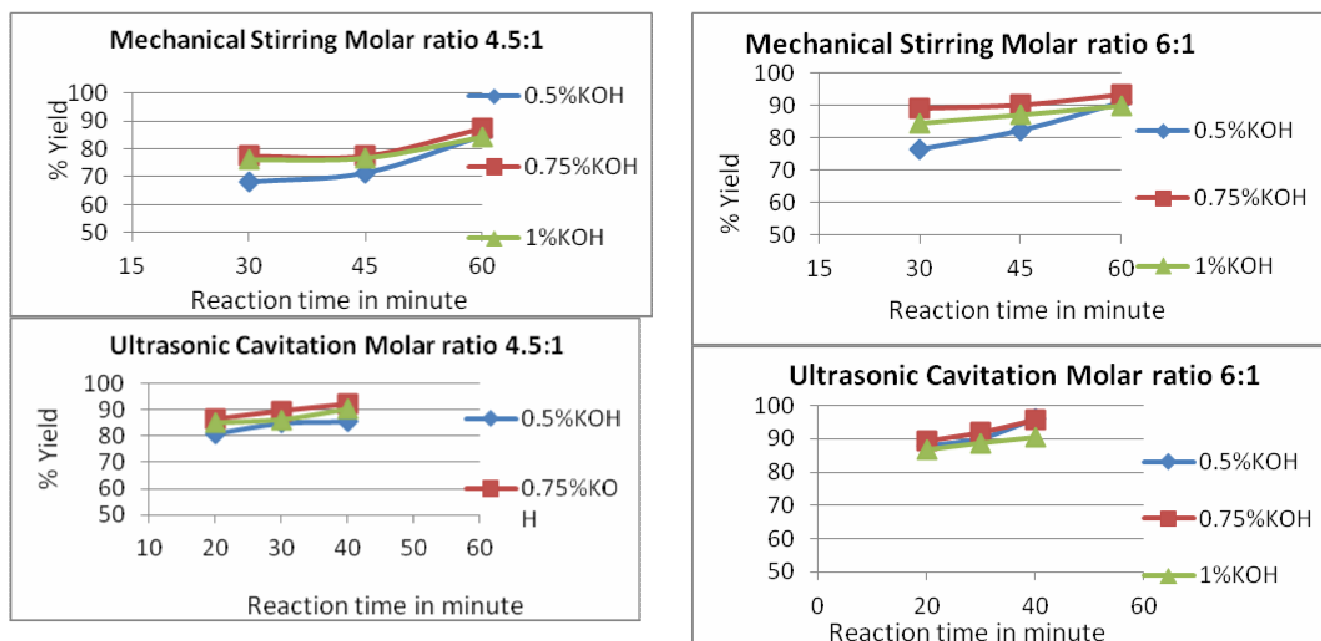 Mechanical Stirring Molar ratio 4.5:1
% Yield
100
90
80
70
60
50
15
30
45
60
Reaction time in minute
0.5%KOH
0.75%KOH
1%KOH
Mechanical Stirring Molar ratio 6:1
% Yield
100
90
80
70
60
50
15
30
45
60
Reaction time in minute
0.5%KOH
0.75%KOH
1%KOH
Ultrasonic Cavitation Molar ratio 4.5:1
% Yield
100
90
80
70
60
50
10
20
30
40
50
60
Reaction time in minute
0.5%KOH
0.75%KO
H
Ultrasonic Cavitation Molar ratio 6:1
% Yield
100
90
80
70
60
50
0
20
40
60
Reaction time in minute
0.5%KOH
0.75%KOH
1%KOH